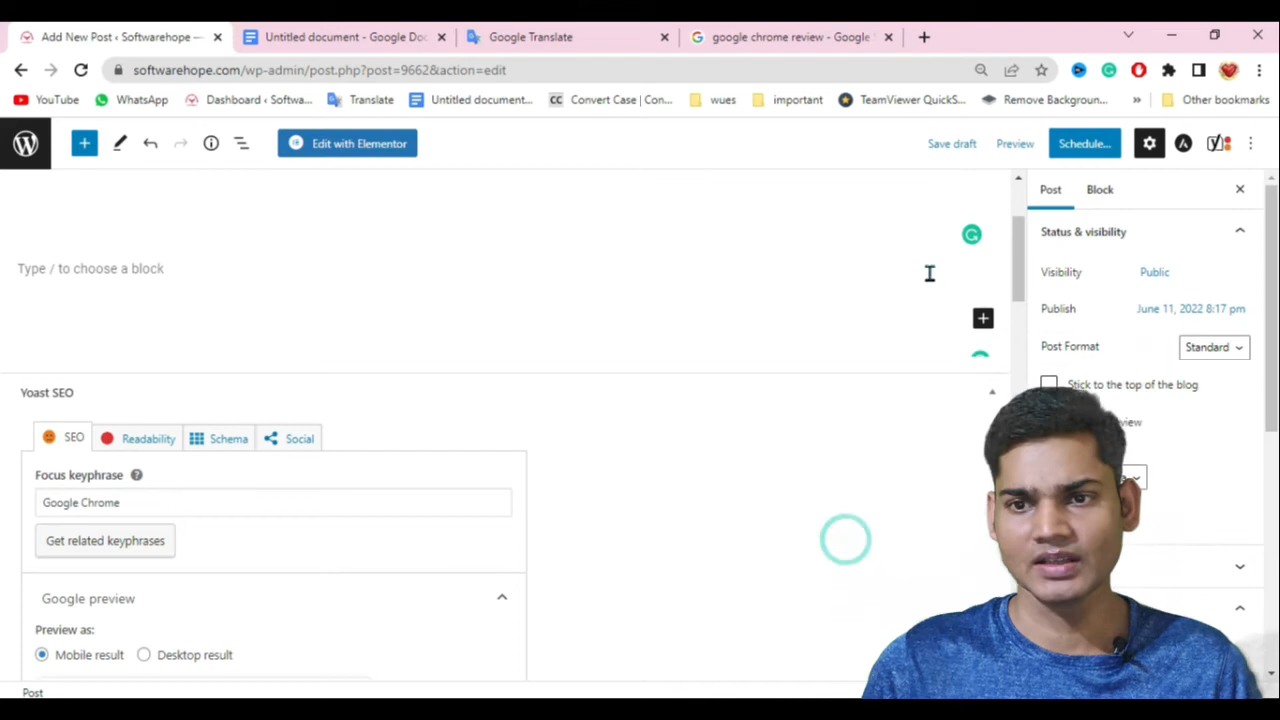 Add New Post ‹ Softwarehope —
Untitled document - Google Doc
Google Translate
google chrome review - Google
softwarehope.com/wp-admin/post.php?post=9662&action=edit
YouTube
WhatsApp
Dashboard ‹ Softwa...
Translate
Untitled document...
CC Convert Case | Con...
wues
important
TeamViewer QuickS...
Remove Backgroun...
»
Other bookmarks
Edit with Elementor
Save draft
Preview
Schedule...
Post
Block
Status & visibility
Type / to choose a block
Visibility
Public
Publish
June 11, 2022 8:17 pm
Post Format
Standard
Stick to the top of the blog
Yoast SEO
SEO
Readability
Schema
Social
Focus keyphrase
Google Chrome
Get related keyphrases
Google preview
Preview as:
Mobile result
Desktop result
Post